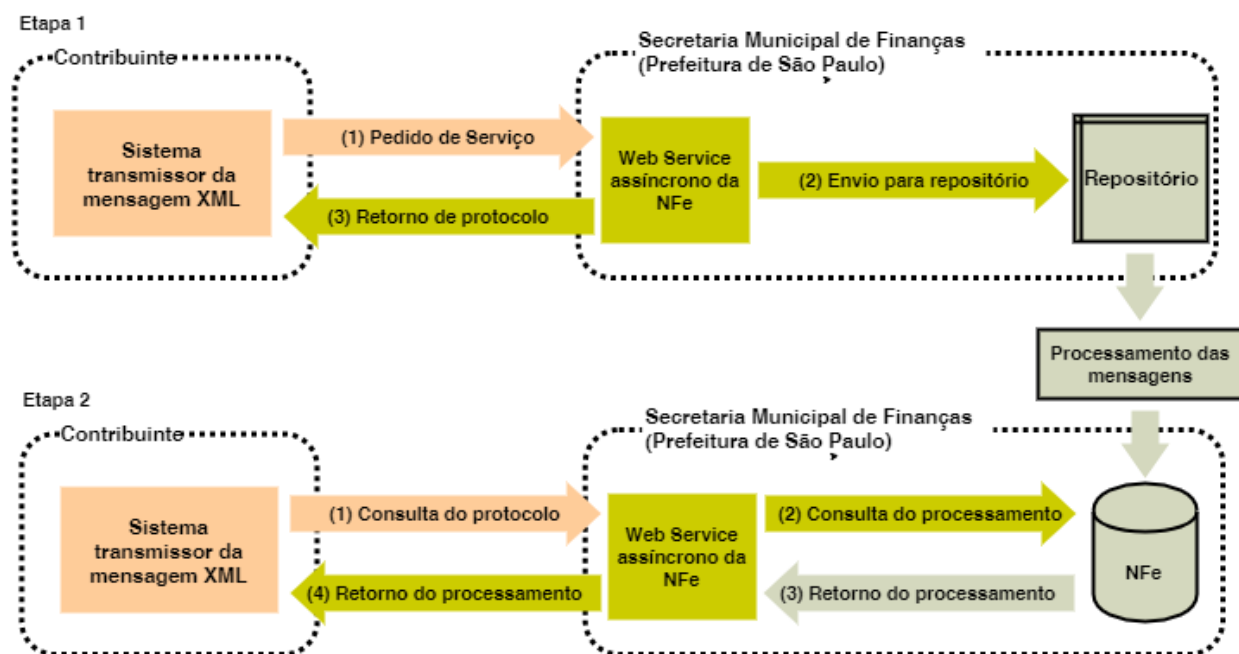 Etapa 1
Contribuinte
Secretaria Municipal de Finanças
(Prefeitura de São Paulo)
Sistema
transmissor da
mensagem XML
(1) Pedido de Serviço
(3) Retorno de protocolo
Web Service
assíncrono da
NFe
(2) Envio para repositório
Repositório
Processamento das
mensagens
Etapa 2
Contribuinte
Secretaria Municipal de Finanças
(Prefeitura de São Paulo)
Sistema
transmissor da
mensagem XML
(1) Consulta do protocolo
(4) Retorno do processamento
Web Service
assíncrono da
NFe
(2) Consulta do processamento
(3) Retorno do processamento
NFe